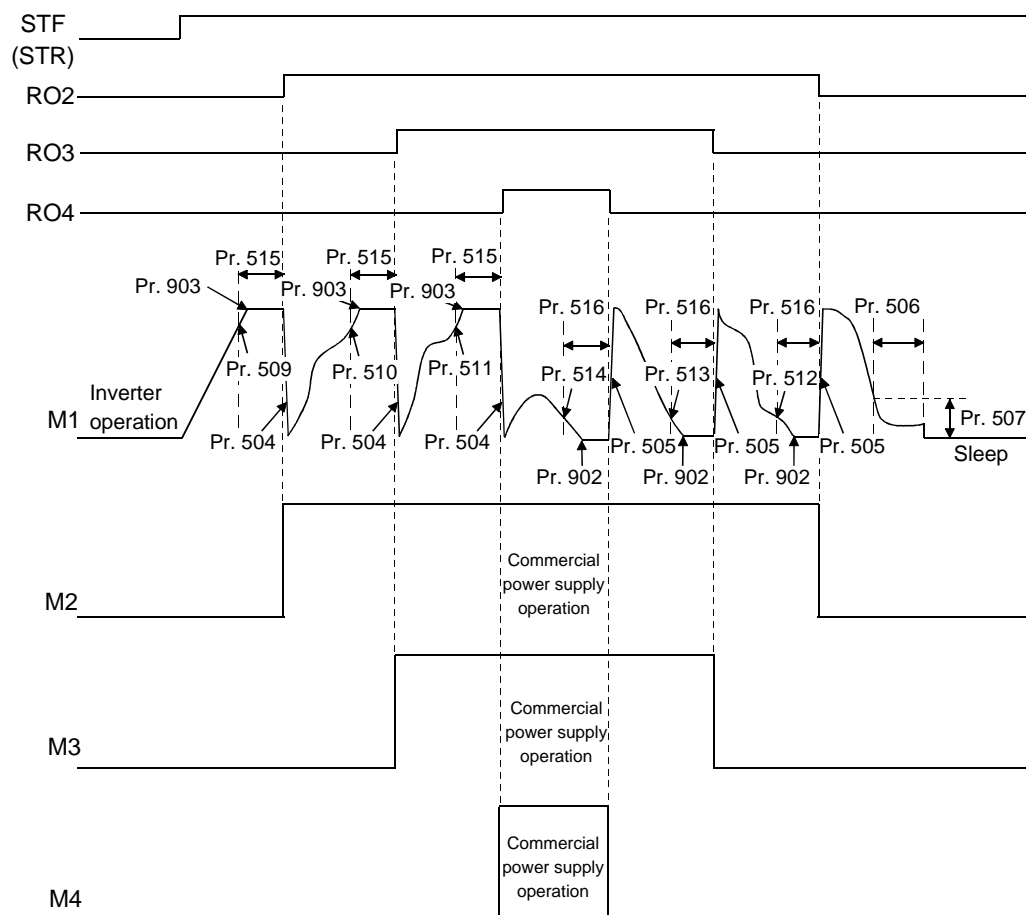 STF
(STR)
RO2
RO3
RO4
Pr. 515
Pr. 515
Pr. 515
Pr. 903
Pr. 903
Pr. 903
Pr. 516
Pr. 516
Pr. 516
Pr. 506
Pr. 509
Pr. 510
Pr. 511
Pr. 514
Pr. 513
Pr. 512
Inverter
operation
M1
Pr. 504
Pr. 504
Pr. 504
Pr. 505
Pr. 505
Pr. 505
Pr. 507
Sleep
Pr. 902
Pr. 902
Pr. 902
M2
Commercial
power supply
operation
M3
Commercial
power supply
operation
M4
Commercial
power supply
operation